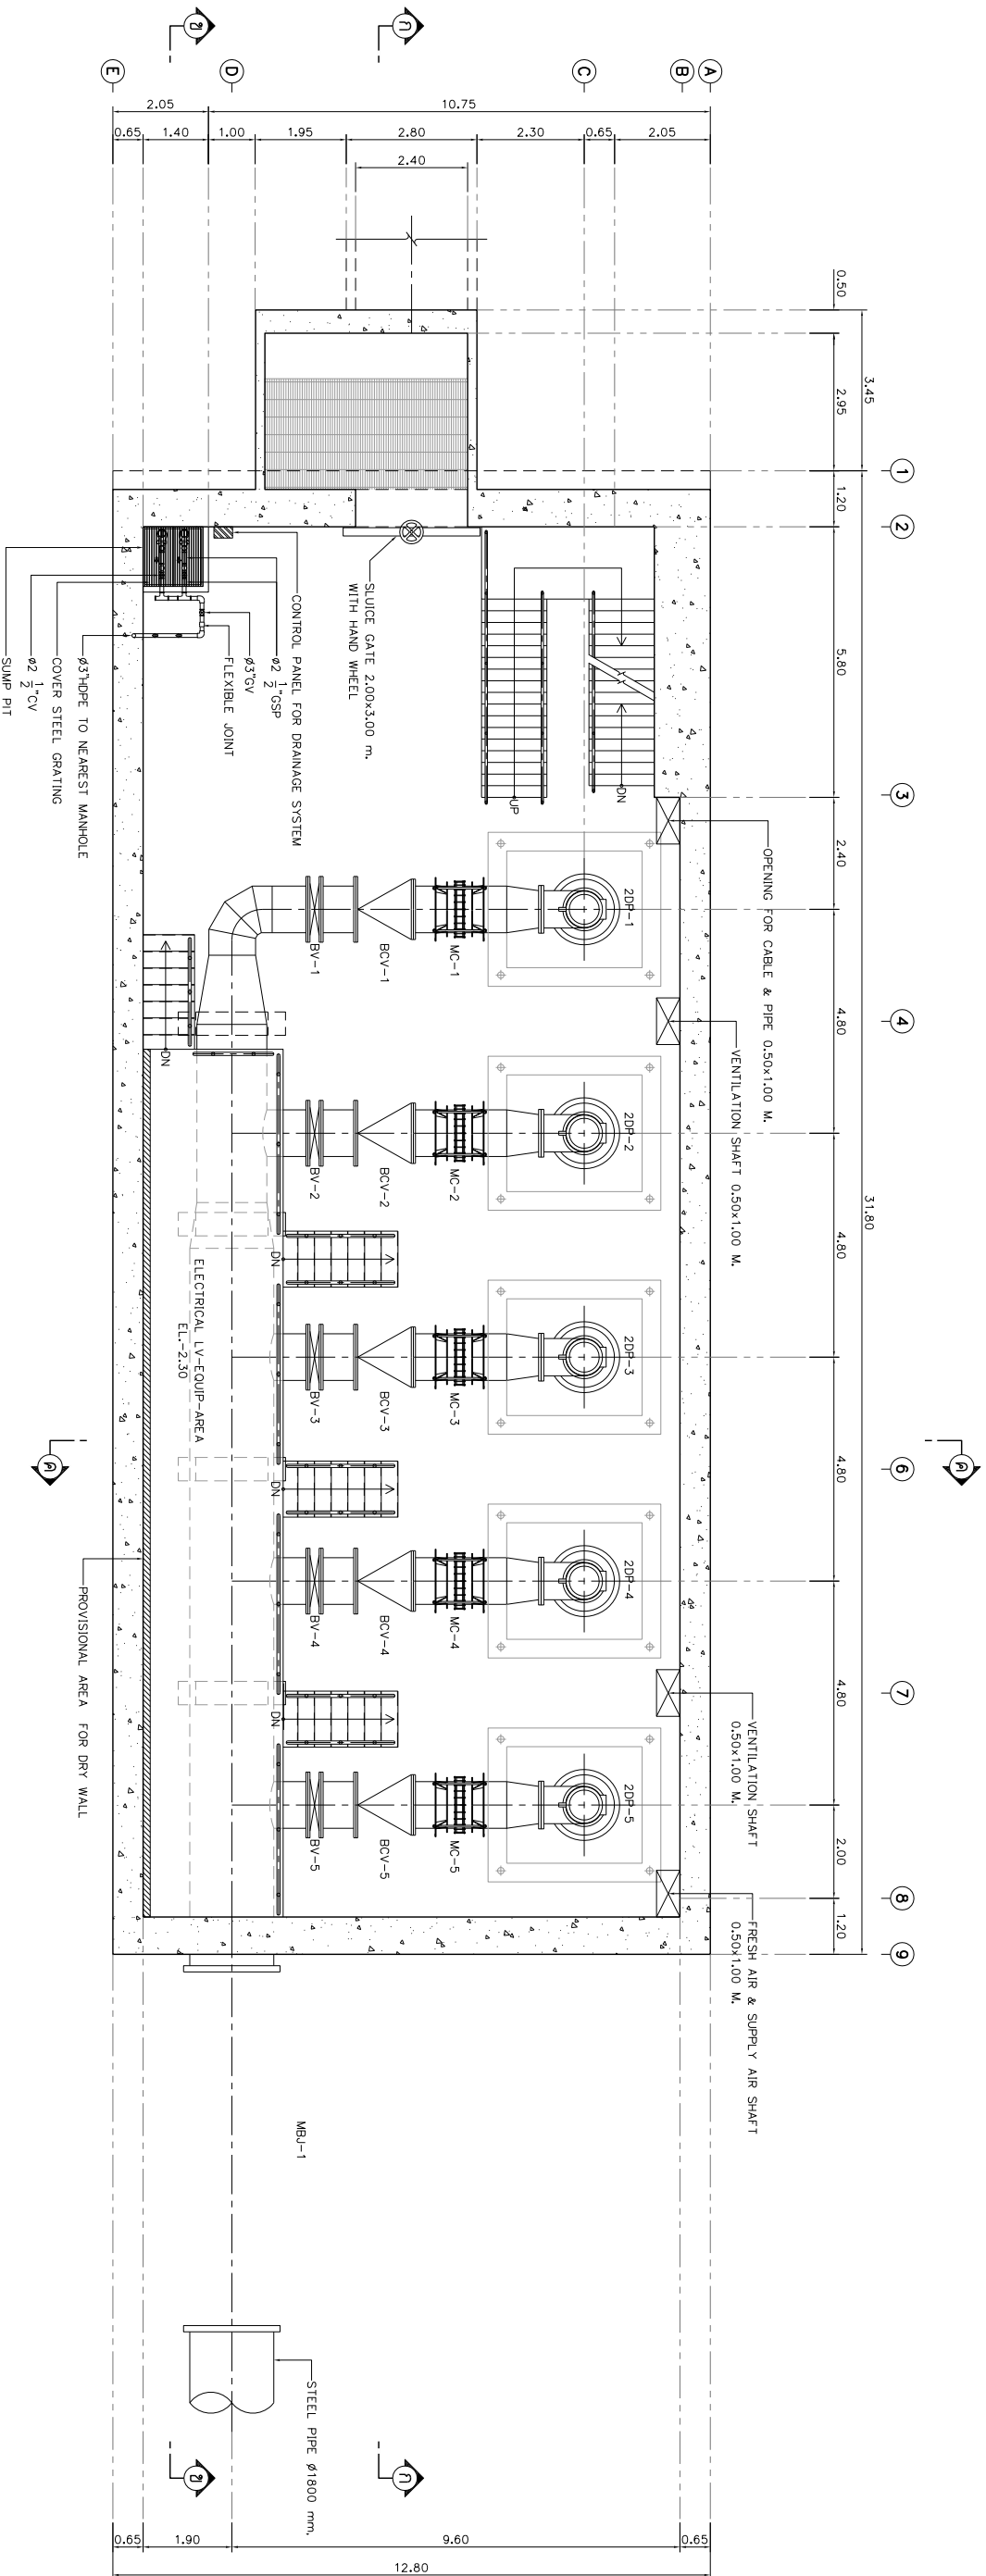 A
B
C
D
E
2.05
10.75
0.65
1.40
1.00
1.95
2.80
2.30
0.65
2.05
2.40
ข
ก
0.50
3.45
2.95
1
1.20
2
5.80
3
2.40
4.80
4
31.80
4.80
4.80
6
4.80
7
2.00
8
1.20
9
OPENING FOR CABLE & PIPE 0.50x1.00 M.
VENTILATION SHAFT 0.50x1.00 M.
VENTILATION SHAFT
0.50x1.00 M.
FRESH AIR & SUPPLY AIR SHAFT
0.50x1.00 M.
DN
UP
2DP-1
2DP-2
2DP-3
2DP-4
2DP-5
MC-1
MC-2
MC-3
MC-4
MC-5
BCV-1
BCV-2
BCV-3
BCV-4
BCV-5
BV-1
BV-2
BV-3
BV-4
BV-5
SLUICE GATE 2.00x3.00 m.
WITH HAND WHEEL
CONTROL PANEL FOR DRAINAGE SYSTEM
ø2 1/2"GSP
Ø3"GV
FLEXIBLE JOINT
Ø3"HDPE TO NEAREST MANHOLE
COVER STEEL GRATING
ø2 1/2"CV
SUMP PIT
DN
DN
DN
DN
ELECTRICAL LV-EQUIP-AREA
EL.-2.30
PROVISIONAL AREA FOR DRY WALL
MBJ-1
STEEL PIPE Ø1800 mm.
ค
ค
ข
ก
0.65
1.90
9.60
0.65
12.80